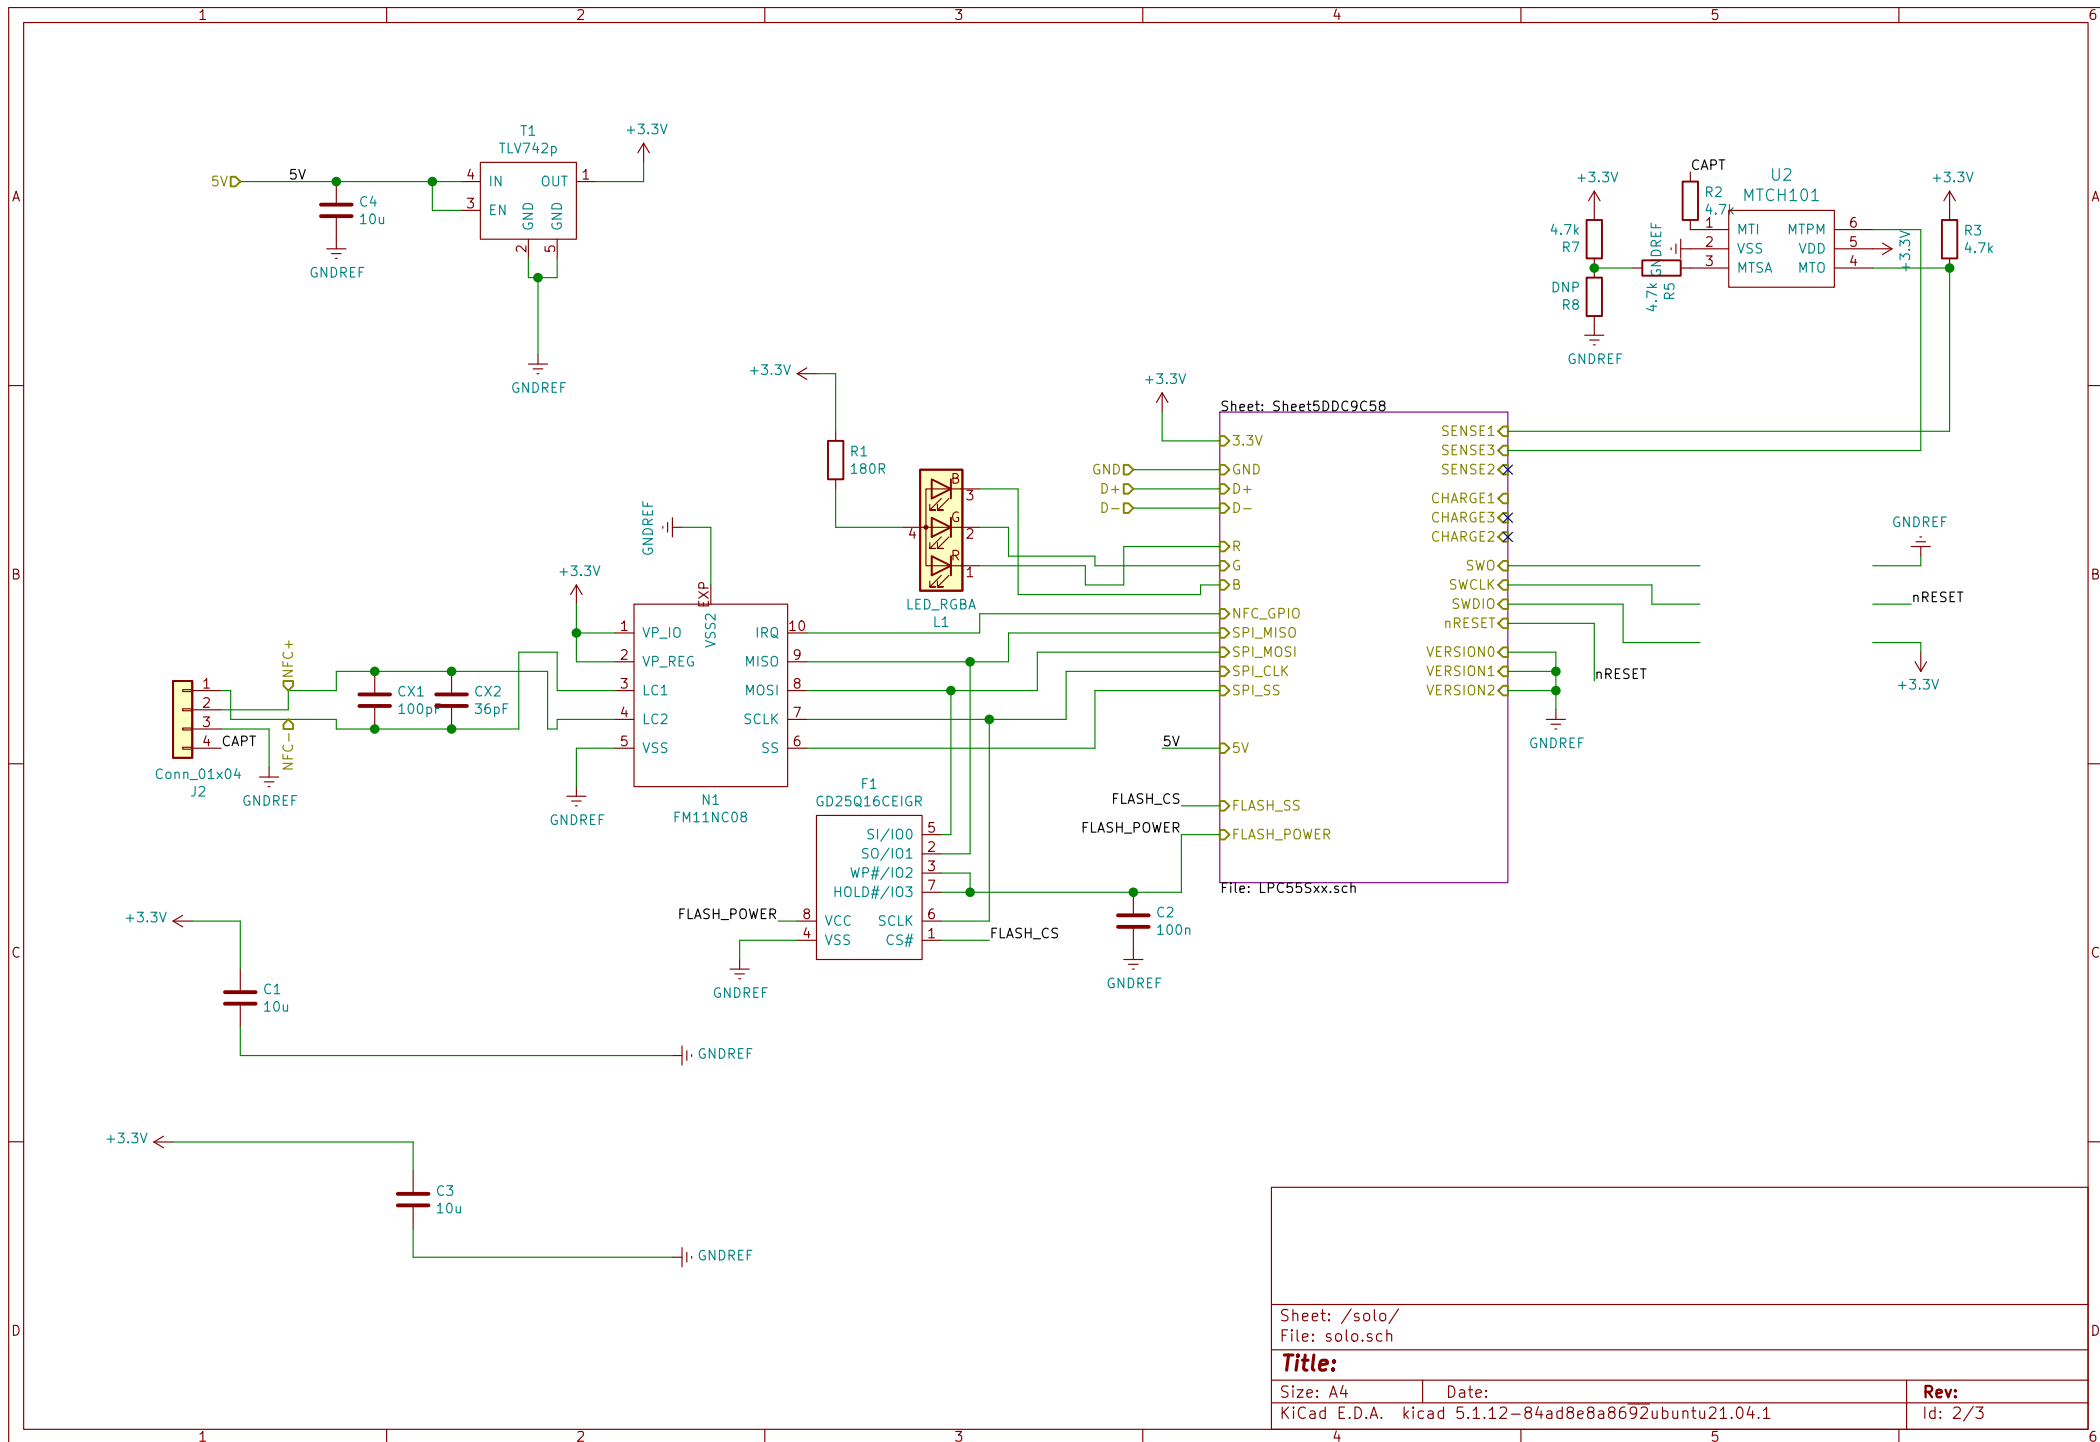 1 2 3 4 5 6
A
A
T1
TLV742p
+3.3V
5V
5V
4 IN OUT 1
3 EN
GND GND
2 5
C4
10u
GNDREF
GNDREF
CAPT
U2
MTCH101
+3.3V
+3.3V
R2
4.7k
4.7k
R7
GNDREF
1 MTI MTPM 6
2 VSS VDD 5
3 MTSA MTO 4
+3.3V
R3
4.7k
DNP
R8
4.7k
R5
GNDREF
B
B
+3.3V
R1
180R
+3.3V
Sheet: Sheet5DDC9C58
3.3V
GND GND
D+ D+
D- D-
R
G
B
NFC_GPIO
SPI_MISO
SPI_MOSI
SPI_CLK
SPI_SS
5V 5V
FLASH_CS FLASH_SS
FLASH_POWER FLASH_POWER
SENSE1
SENSE3
SENSE2
CHARGE1
CHARGE3
CHARGE2
SWO
SWCLK
SWDIO
nRESET
VERSION0
VERSION1
VERSION2
File: LPC55Sxx.sch
nRESET
GNDREF
GNDREF
nRESET
+3.3V
B 3
4 G 2
R 1
LED_RGBA
L1
GNDREF
+3.3V
EXP
VSS2
1 VP_IO IRQ 10
2 VP_REG MISO 9
3 LC1 MOSI 8
4 LC2 SCLK 7
5 VSS SS 6
N1
FM11NC08
GNDREF
NFC+
NFC-
1
2
3
4 CAPT
Conn_01x04
J2
GNDREF
CX1
100pF
CX2
36pF
F1
GD25Q16CEIGR
SI/IO0 5
SO/IO1 2
WP#/IO2 3
HOLD#/IO3 7
FLASH_POWER 8 VCC SCLK 6
4 VSS CS# 1 FLASH_CS
GNDREF
C2
100n
GNDREF
C
C
+3.3V
C1
10u
GNDREF
+3.3V
C3
10u
GNDREF
D
D
Sheet: /solo/
File: solo.sch
Title:
Size: A4 Date: Rev:
KiCad E.D.A. kicad 5.1.12-84ad8e8a8692ubuntu21.04.1 Id: 2/3
1 2 3 4 5 6